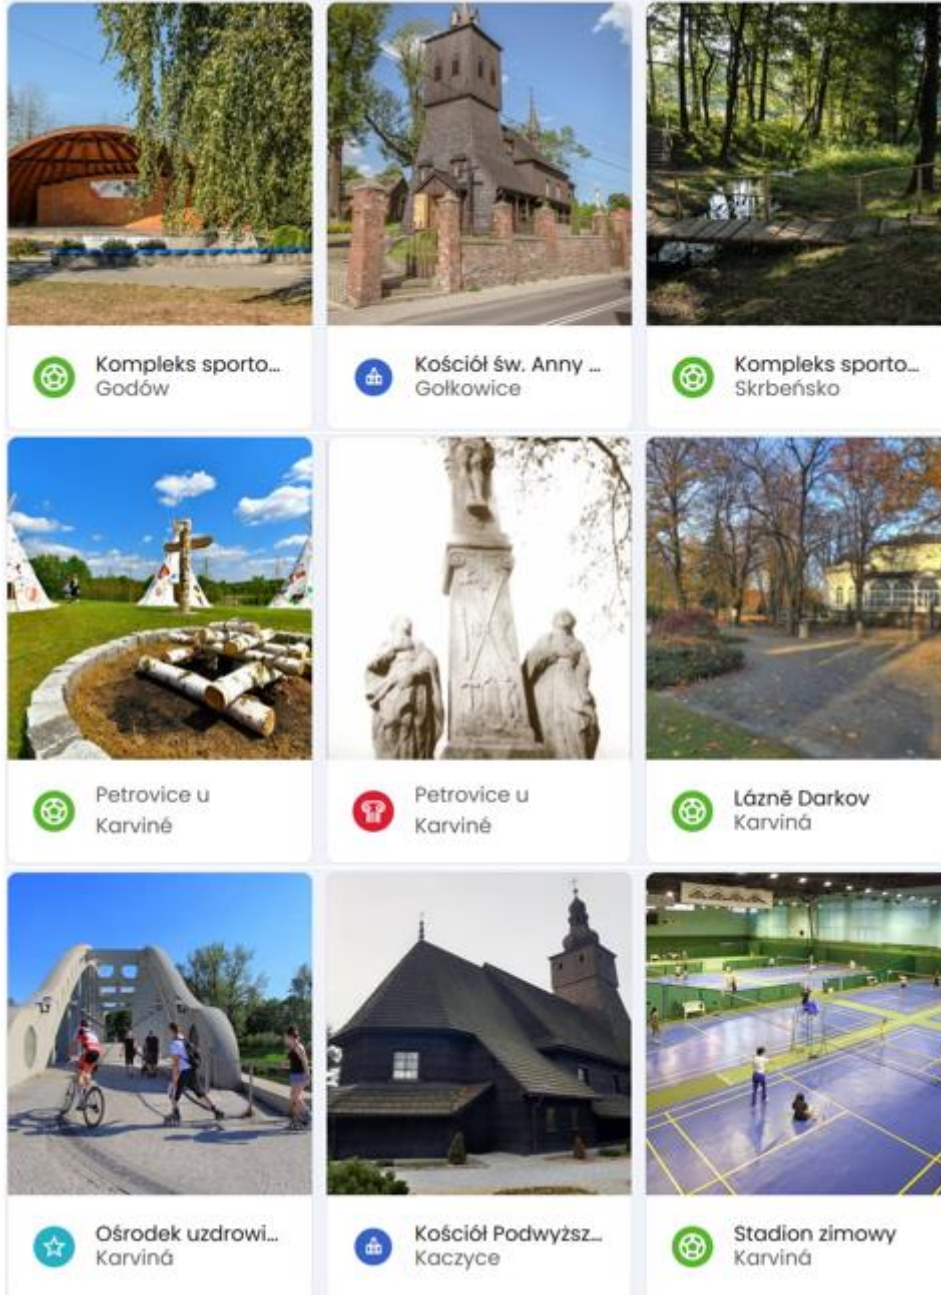 Kompleks sporto...
Godów
Kościół św. Anny ...
Gołkowice
Kompleks sporto...
Skrbeńsko
Petrovice u
Karviné
Petrovice u
Karviné
Lázně Darkov
Karviná
Ośrodek uzdrowi...
Karviná
Kościół Podwyższ...
Kaczyce
Stadion zimowy
Karviná